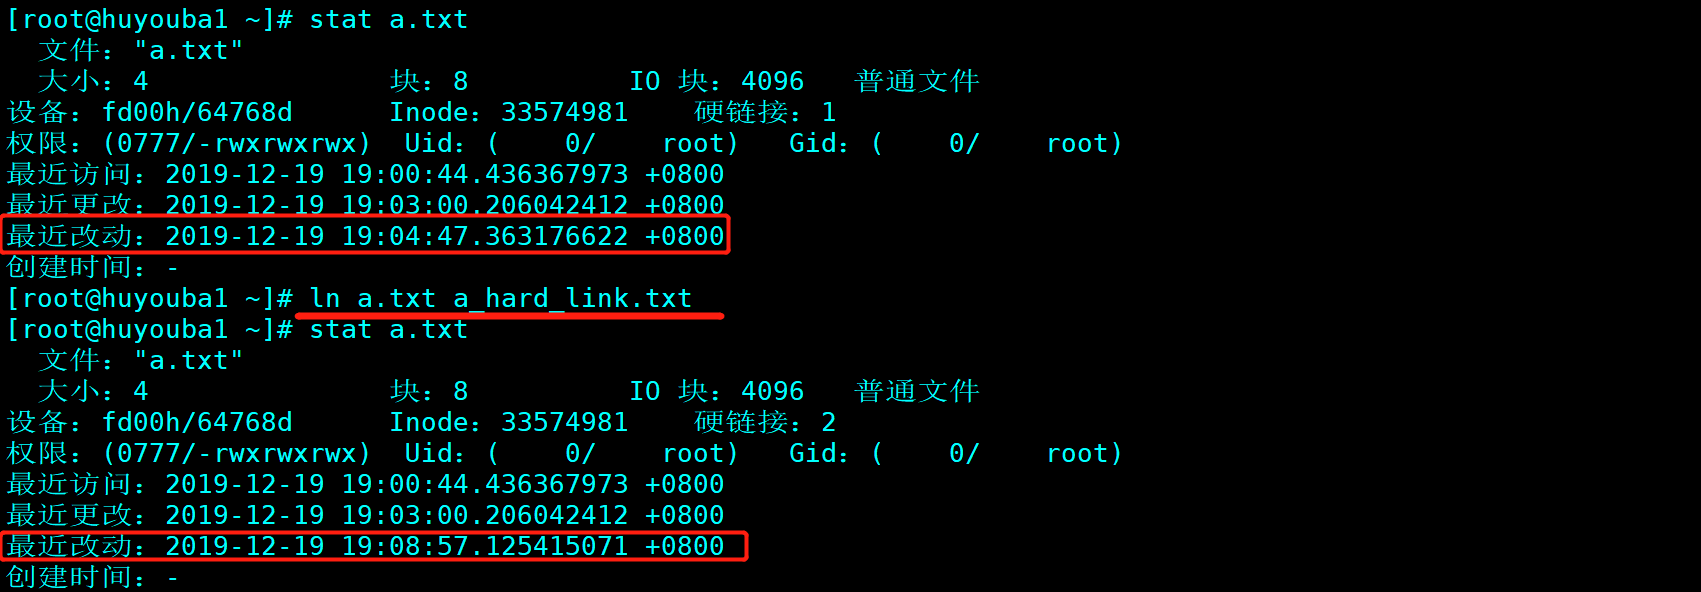 [root@huyouba1 ~]# stat a.txt
  文件："a.txt"
  大小：4               块：8          IO 块：4096   普通文件
设备：fd00h/64768d      Inode：33574981    硬链接：1
权限：(0777/-rwxrwxrwx)  Uid：(    0/    root)   Gid：(    0/    root)
最近访问：2019-12-19 19:00:44.436367973 +0800
最近更改：2019-12-19 19:03:00.206042412 +0800
最近改动：2019-12-19 19:04:47.363176622 +0800
创建时间：-
[root@huyouba1 ~]# ln a.txt a_hard_link.txt
[root@huyouba1 ~]# stat a.txt
  文件："a.txt"
  大小：4               块：8          IO 块：4096   普通文件
设备：fd00h/64768d      Inode：33574981    硬链接：2
权限：(0777/-rwxrwxrwx)  Uid：(    0/    root)   Gid：(    0/    root)
最近访问：2019-12-19 19:00:44.436367973 +0800
最近更改：2019-12-19 19:03:00.206042412 +0800
最近改动：2019-12-19 19:08:57.125415071 +0800
创建时间：-